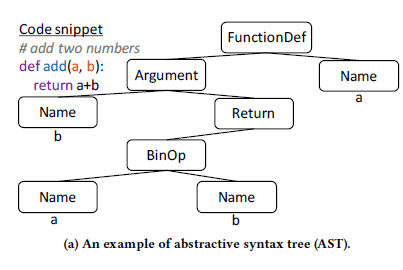 Code snippet
# add two numbers
def add(a, b):
return a+b
FunctionDef
Argument
Name
a
Name
b
Return
BinOp
Name
a
Name
b
(a) An example of abstractive syntax tree (AST).